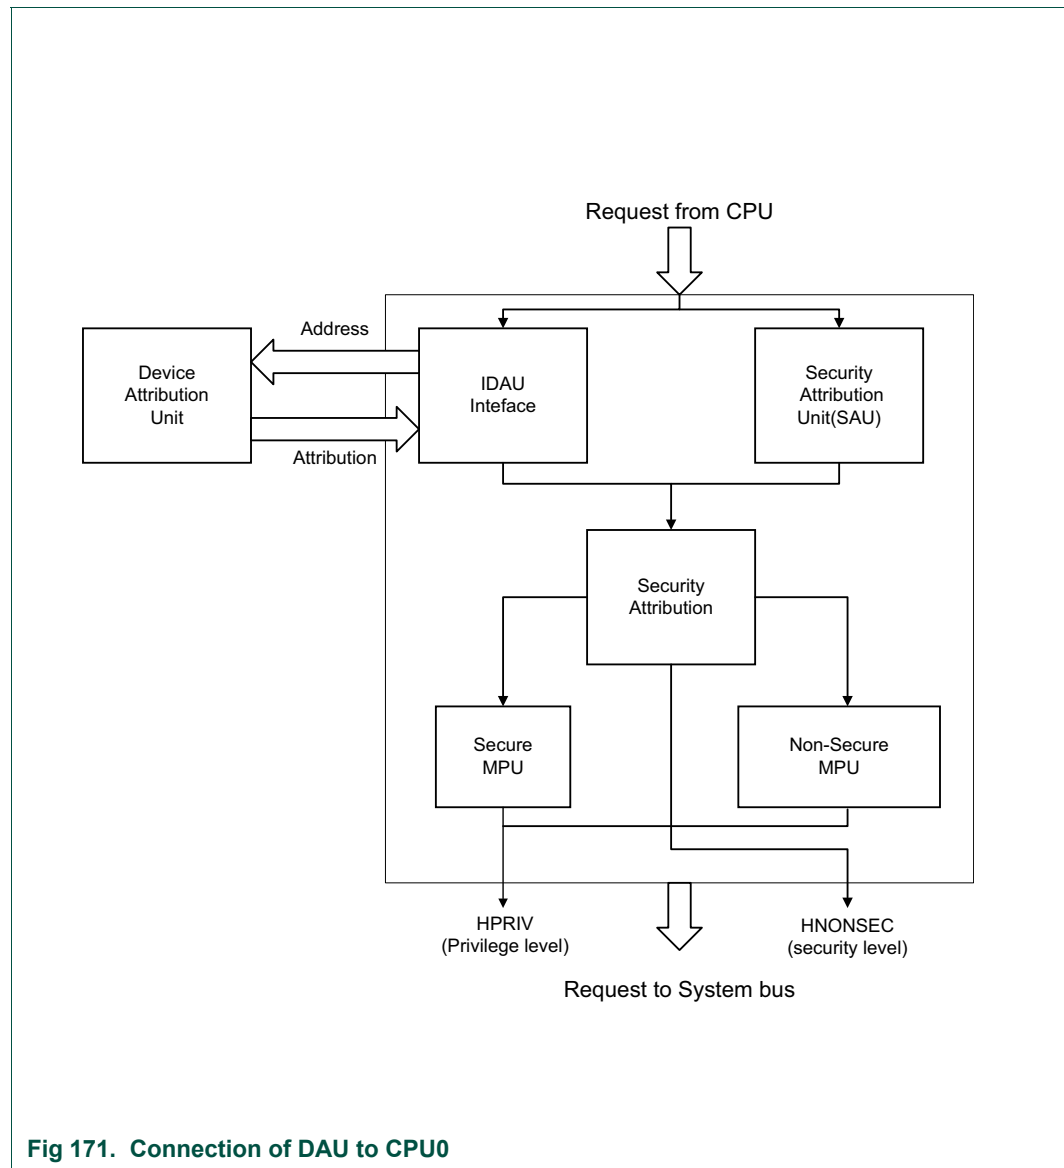 Request from CPU
Address
Device
Attribution
Unit
IDAU
Inteface
Security
Attribution
Unit(SAU)
Attribution
Security
Attribution
Secure
MPU
Non-Secure
MPU
HPRIV
(Privilege level)
HNONSEC
(security level)
Request to System bus
Fig 171. Connection of DAU to CPU0